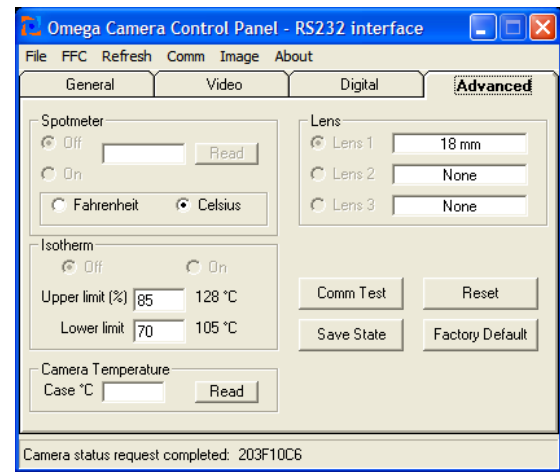 Omega Camera Control Panel - RS232 interface
File FFC Refresh Comm Image About
General Video Digital Advanced
Spotmeter
Off
Read
On
Fahrenheit Celsius
Lens
Lens 1 18 mm
Lens 2 None
Lens 3 None
Isotherm
Off On
Upper limit (%) 85 128 °C
Lower limit 70 105 °C
Comm Test Reset
Save State Factory Default
Camera Temperature
Case °C Read
Camera status request completed: 203F10C6